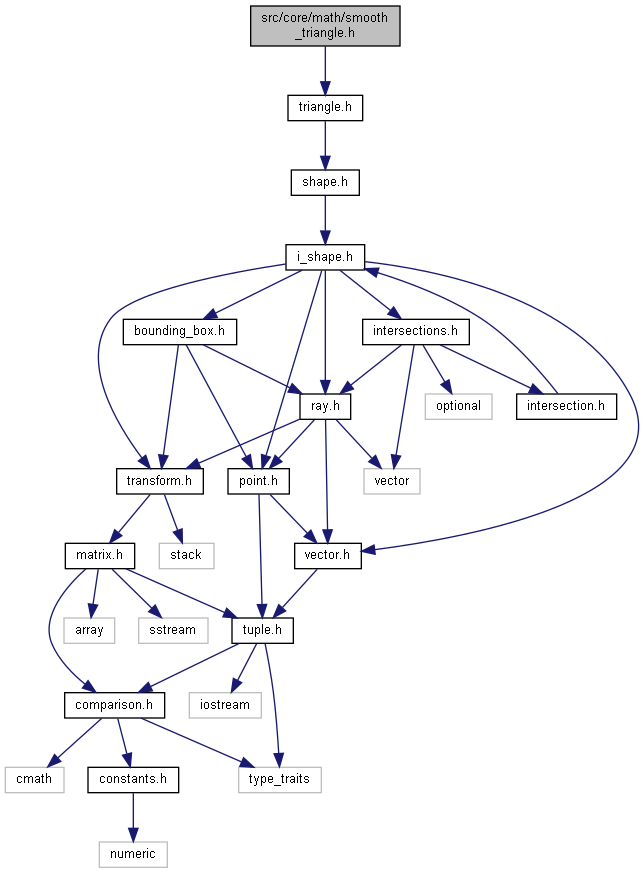 src/core/math/smooth
_triangle.h
triangle.h
shape.h
i_shape.h
bounding_box.h
intersections.h
ray.h
optional
intersection.h
transform.h
point.h
vector
matrix.h
stack
vector.h
array
sstream
tuple.h
comparison.h
iostream
cmath
constants.h
type_traits
numeric